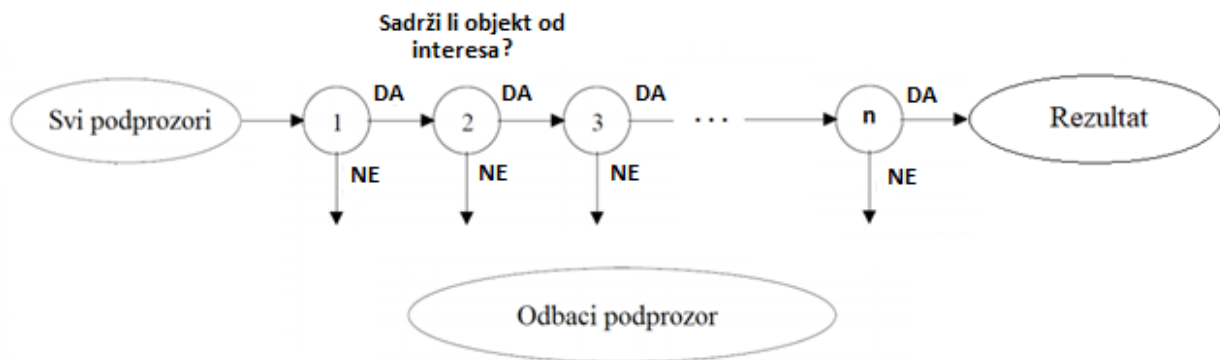 Sadrži li objekt od
interesa?
Svi podprozori
1
DA
2
DA
3
DA
...
n
DA
Rezultat
NE
NE
NE
NE
Odbaci podprozor